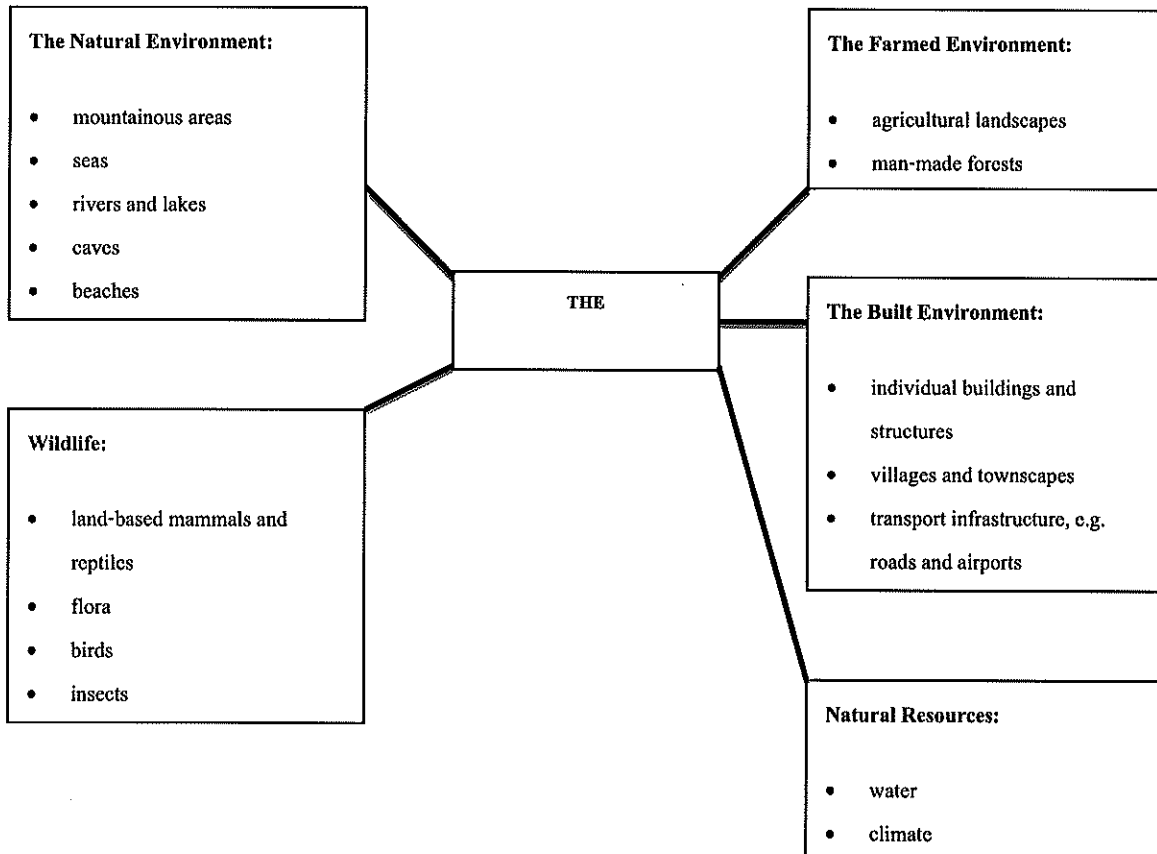 The Natural Environment:
• mountainous areas
• seas
• rivers and lakes
• caves
• beaches
The Farmed Environment:
• agricultural landscapes
• man-made forests
THE
The Built Environment:
• individual buildings and
structures
• villages and townscapes
• transport infrastructure, e.g.
roads and airports
Wildlife:
• land-based mammals and
reptiles
• flora
• birds
• insects
Natural Resources:
• water
• climate